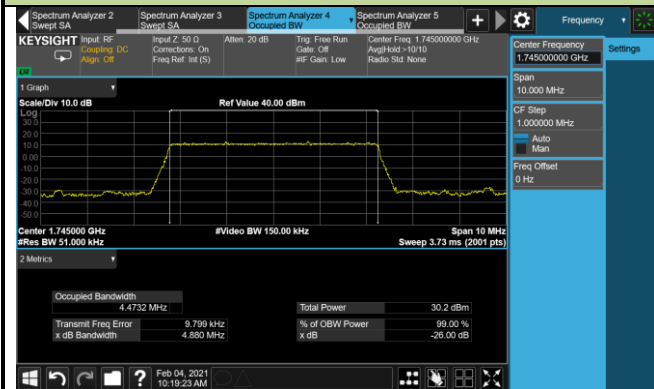 Spectrum Analyzer 2
Swept SA
Spectrum Analyzer 3
Swept SA
Spectrum Analyzer 4
Occupied BW
Spectrum Analyzer 5
Occupied BW
Frequency
KEYSIGHT
Input: RF
Coupling: DC
Align: Off
Input Z: 50 Ω
Corrections: On
Freq Ref: Int (S)
Atten: 20 dB
Trig: Free Run
Gate: Off
#IF Gain: Low
Center Freq: 1.745000000 GHz
Avg|Hold:>10/10
Radio Std: None
Center Frequency
1.745000000 GHz
Settings
Span
10.000 MHz
CF Step
1.000000 MHz
Auto
Man
Freq Offset
0 Hz
1 Graph
Scale/Div 10.0 dB
Ref Value 40.00 dBm
Log
30.0
20.0
10.0
0.00
-10.0
-20.0
-30.0
-40.0
-50.0
Center 1.745000 GHz
#Video BW 150.00 kHz
Span 10 MHz
#Res BW 51.000 kHz
Sweep 3.73 ms (2001 pts)
2 Metrics
Occupied Bandwidth
4.4732 MHz
Total Power 30.2 dBm
Transmit Freq Error 9.799 kHz
% of OBW Power 99.00 %
x dB Bandwidth 4.880 MHz
x dB -26.00 dB
?
Feb 04, 2021
10:19:23 AM